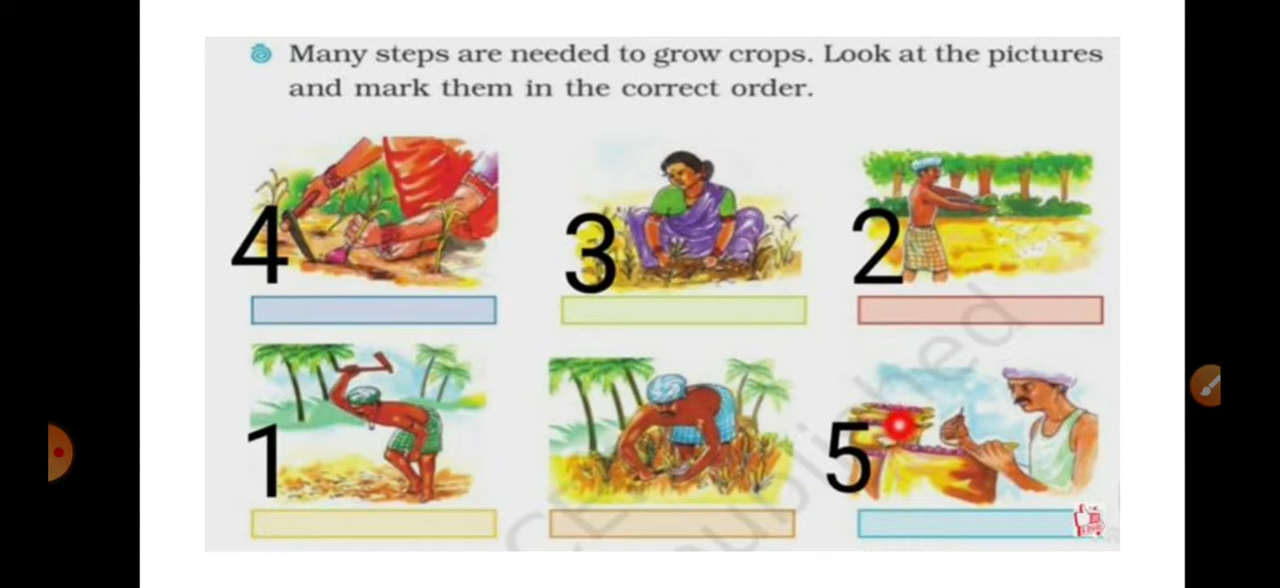 Many steps are needed to grow crops. Look at the pictures
and mark them in the correct order.
4 3 2
1 5